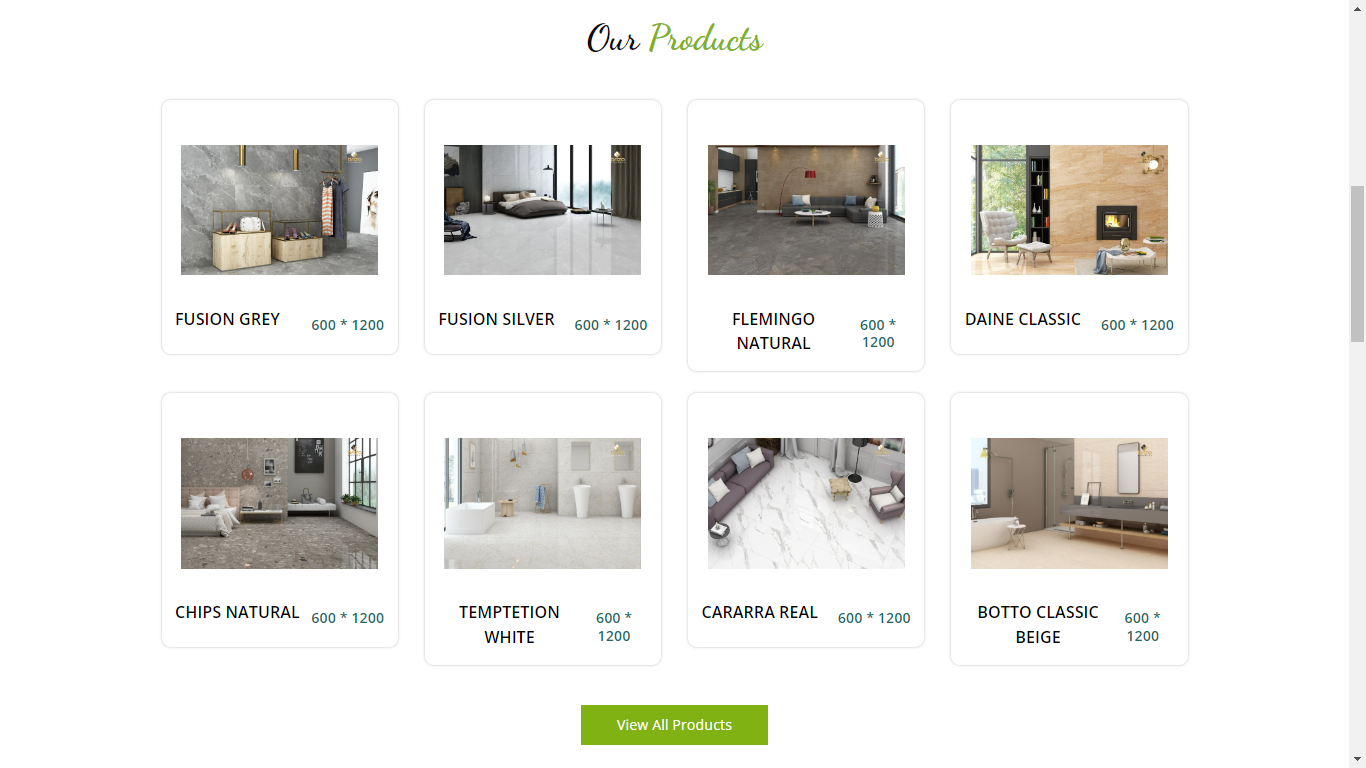 Our Products
FUSION GREY
600 * 1200
FUSION SILVER
600 * 1200
FLEMINGO
NATURAL
600 *
1200
DAINE CLASSIC
600 * 1200
CHIPS NATURAL
600 * 1200
TEMPTETION
WHITE
600 *
1200
CARARRA REAL
600 * 1200
BOTTO CLASSIC
BEIGE
600 *
1200
View All Products